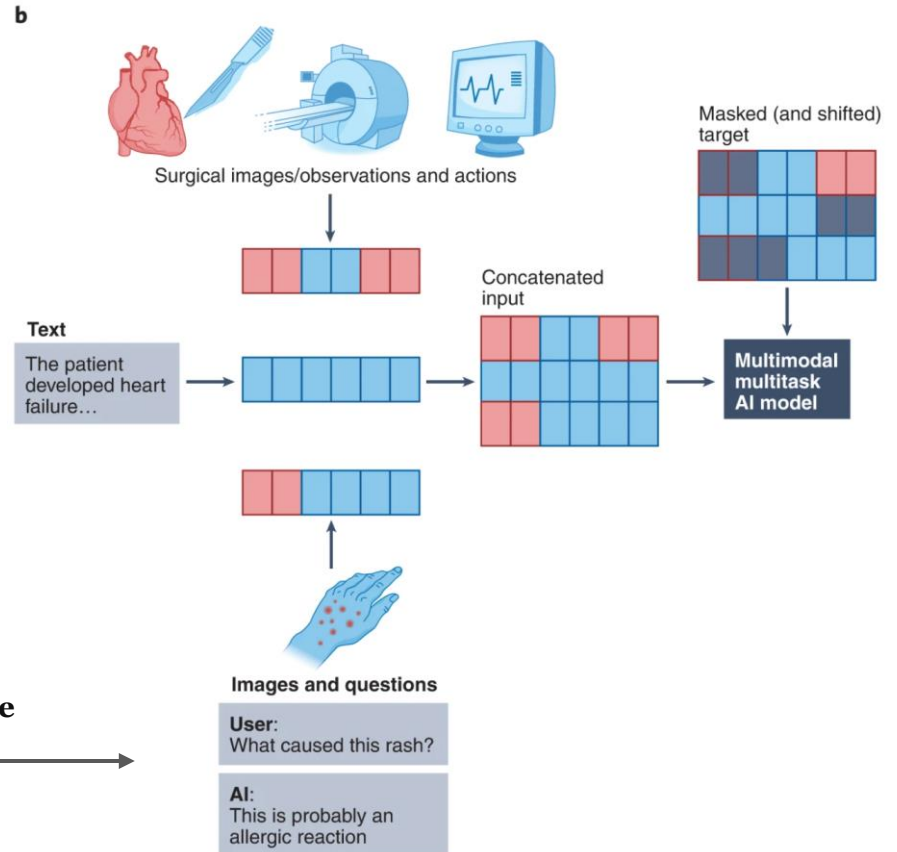 b
Surgical images/observations and actions
Masked (and shifted)
target
Concatenated
input
Text
The patient
developed heart
failure…
Multimodal
multitask
AI model
Images and questions
e
User:
What caused this rash?
AI:
This is probably an
allergic reaction